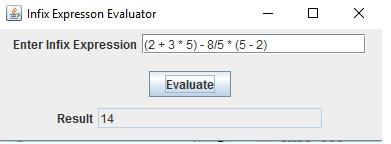 Infix Expresson Evaluator
Enter Infix Expression (2 + 3 * 5) - 8/5 * (5 - 2)
Evaluate
Result 14